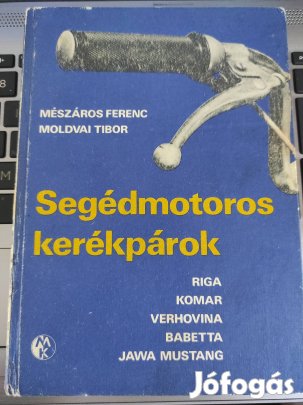 MÉSZÁROS FERENC
MOLDVAI TIBOR
Segédmotoros
kerékpárok
RIGA
KOMAR
VERHOVINA
BABETTA
JAWA MUSTANG
MK
Jófogás